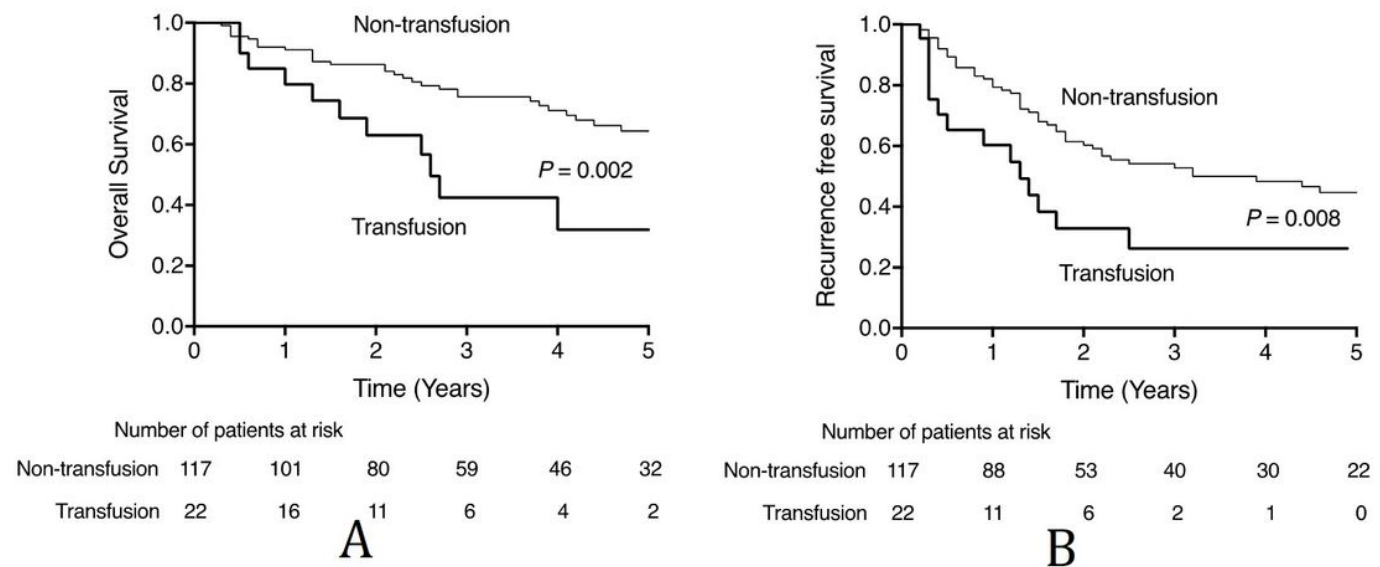 Overall Survival
1.0
0.8
0.6
0.4
0.2
0.0
Non-transfusion
P = 0.002
Transfusion
0 1 2 3 4 5
Time (Years)
Number of patients at risk
Non-transfusion 117 101 80 59 46 32
Transfusion 22 16 11 6 4 2
A
Recurrence free survival
1.0
0.8
0.6
0.4
0.2
0.0
Non-transfusion
P = 0.008
Transfusion
0 1 2 3 4 5
Time (Years)
Number of patients at risk
Non-transfusion 117 88 53 40 30 22
Transfusion 22 11 6 2 1 0
B